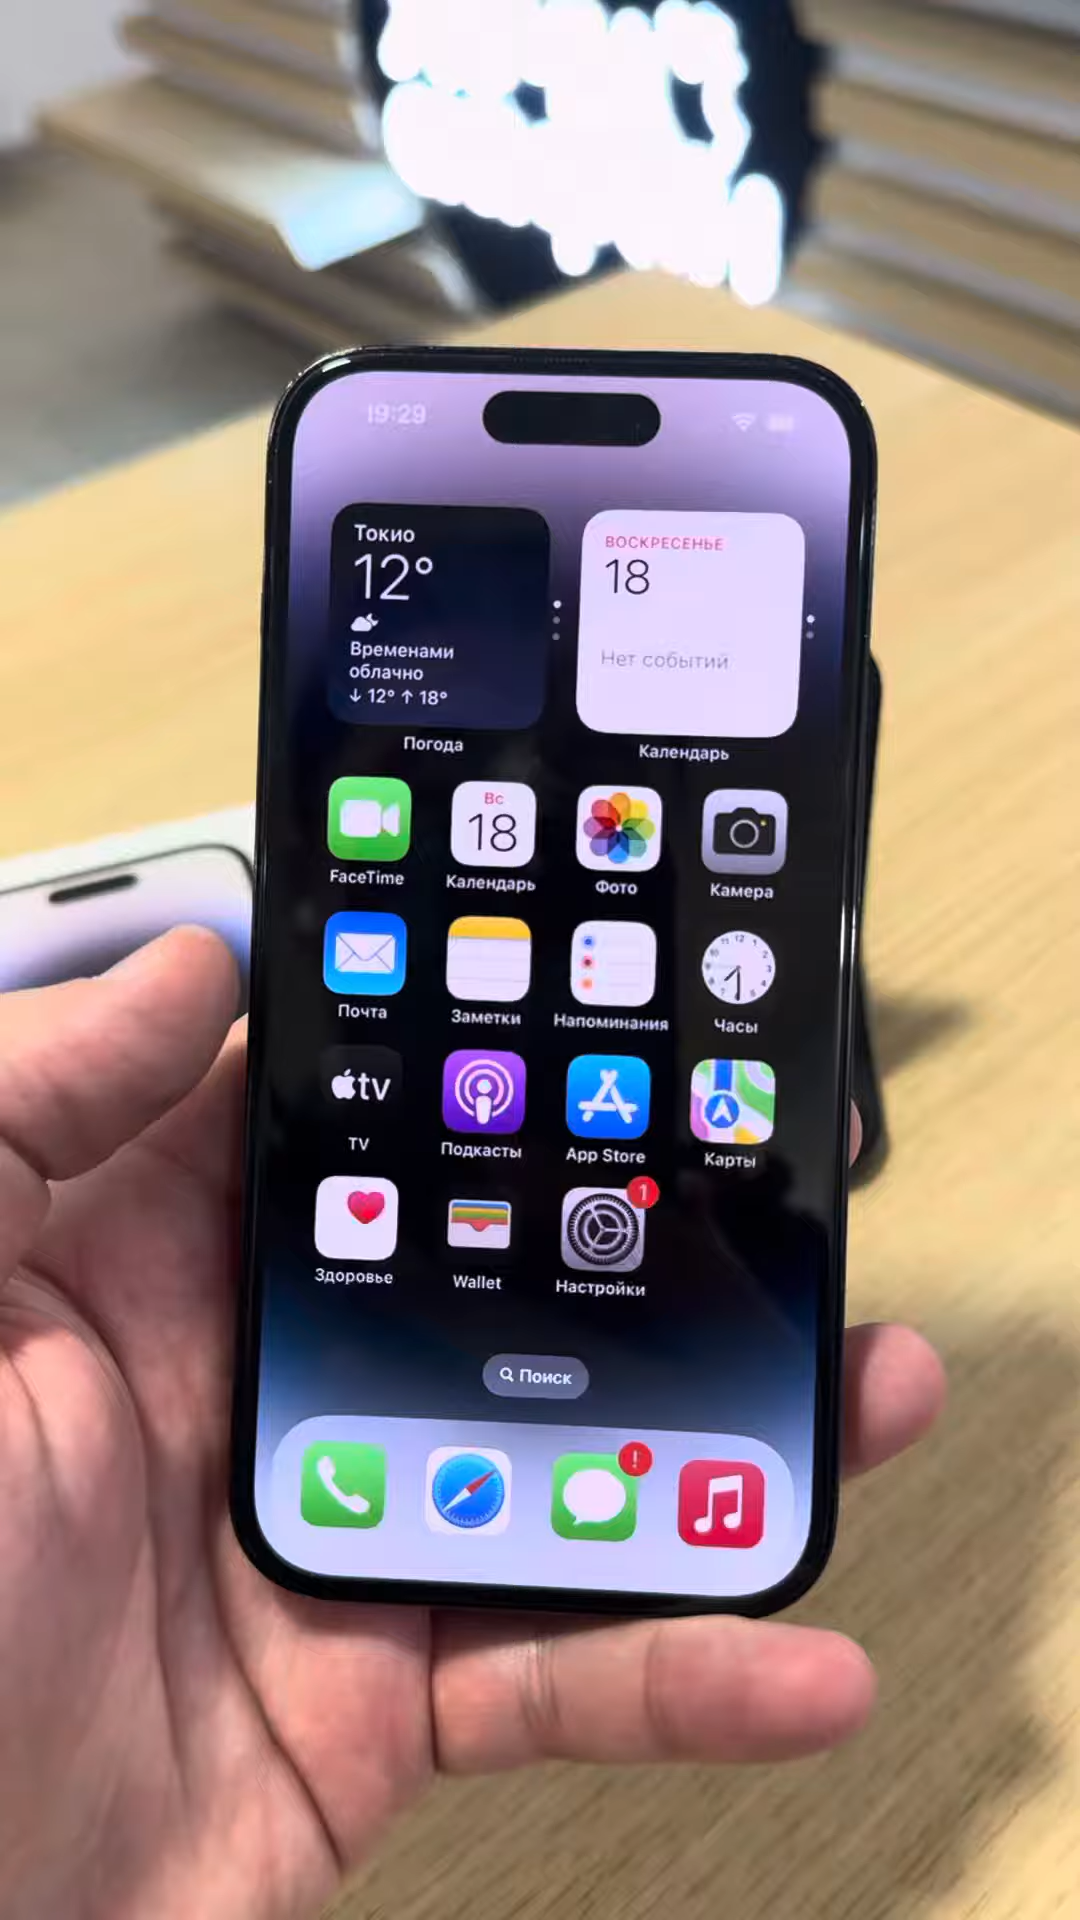 19:29
Токио
12°
Временами
облачно
↓ 12° ↑ 18°
Погода
ВОСКРЕСЕНЬЕ
18
Нет событий
Календарь
FaceTime
Вс
18
Календарь
Фото
Камера
Почта
Заметки
Напоминания
Часы
tv
TV
Подкасты
App Store
Карты
Здоровье
Wallet
1
Настройки
Поиск
!